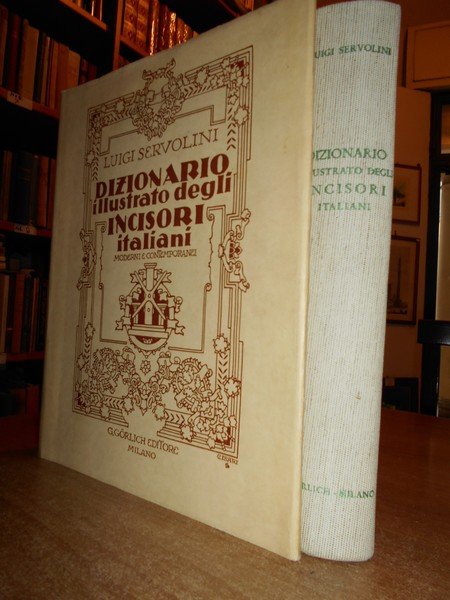 LUIGI SERVOLINI
DIZIONARIO
illustrato degli
INCISORI
italiani
MODERNI E CONTEMPORANEI
G. GÖRLICH EDITORE
MILANO
LUIGI SERVOLINI
DIZIONARIO
ILLUSTRATO DEGLI
INCISORI
ITALIANI
GÖRLICH - MILANO